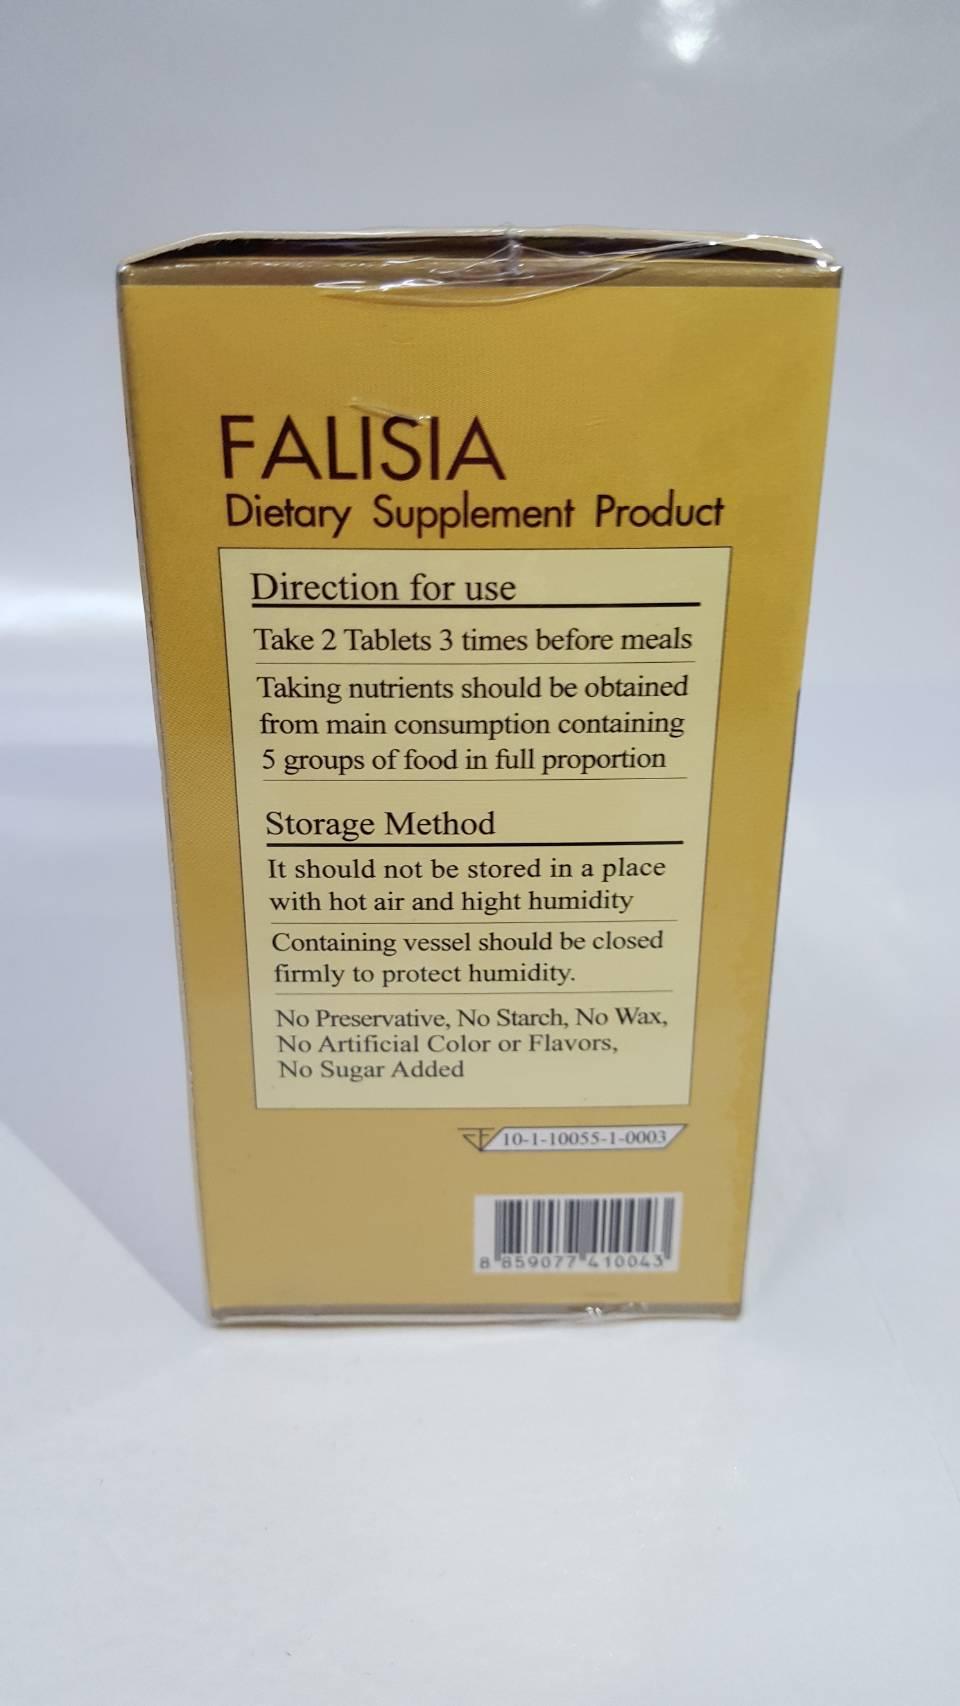 FALISIA
Dietary Supplement Product
Direction for use
Take 2 Tablets 3 times before meals
Taking nutrients should be obtained
from main consumption containing
5 groups of food in full proportion
Storage Method
It should not be stored in a place
with hot air and hight humidity
Containing vessel should be closed
firmly to protect humidity.
No Preservative, No Starch, No Wax,
No Artificial Color or Flavors,
No Sugar Added
10-1-10055-1-0003
8 859077 410043